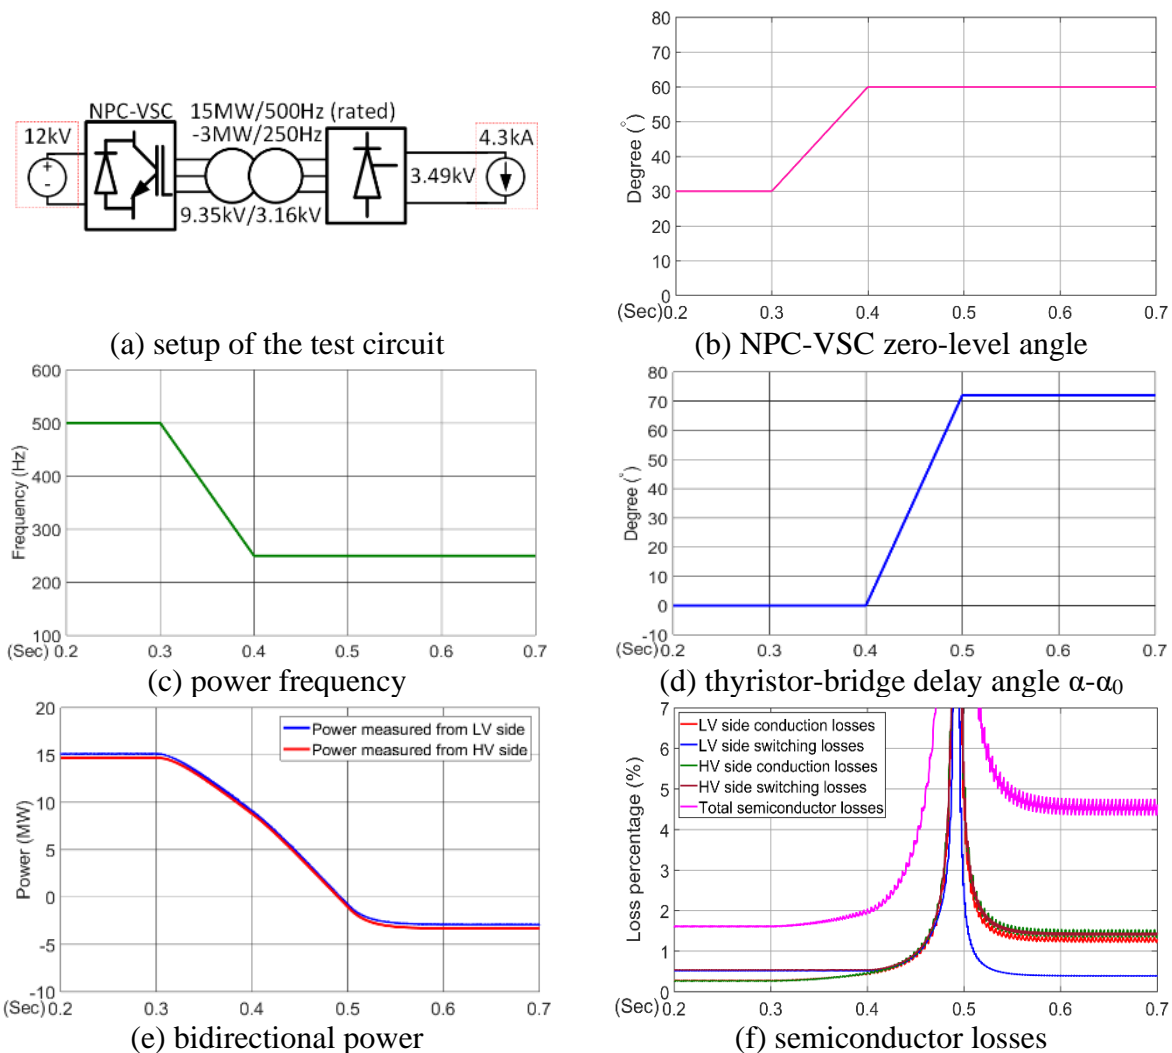 NPC-VSC 15MW/500Hz (rated)
12kV -3MW/250Hz 4.3kA
+
-
3.49kV
9.35kV/3.16kV
(a) setup of the test circuit
80
70
60
50
40
30
20
10
0
Degree (°)
(Sec) 0.2 0.3 0.4 0.5 0.6 0.7
(b) NPC-VSC zero-level angle
600
500
400
300
200
100
Frequency (Hz)
(Sec) 0.2 0.3 0.4 0.5 0.6 0.7
(c) power frequency
80
70
60
50
40
30
20
10
0
-10
Degree (°)
(Sec) 0.2 0.3 0.4 0.5 0.6 0.7
(d) thyristor-bridge delay angle α-α₀
20
15
10
5
0
-5
-10
Power (MW)
Power measured from LV side
Power measured from HV side
(Sec) 0.2 0.3 0.4 0.5 0.6 0.7
(e) bidirectional power
7
6
5
4
3
2
1
0
Loss percentage (%)
LV side conduction losses
LV side switching losses
HV side conduction losses
HV side switching losses
Total semiconductor losses
(Sec) 0.2 0.3 0.4 0.5 0.6 0.7
(f) semiconductor losses